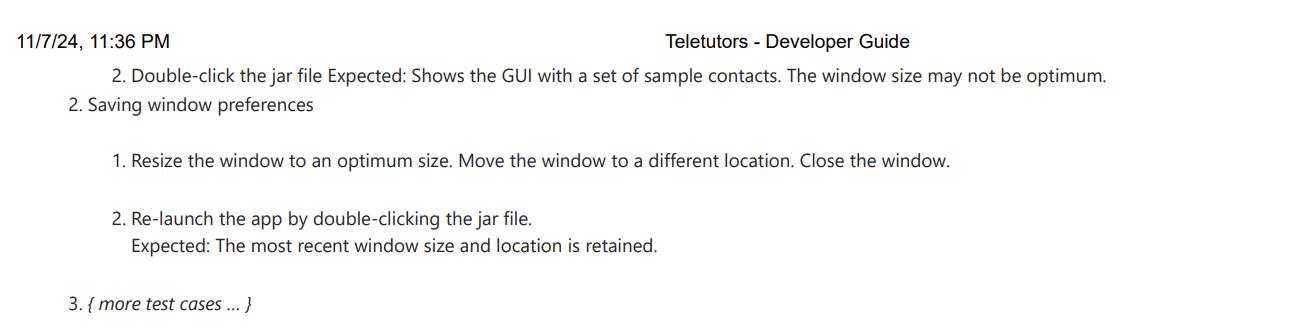 11/7/24, 11:36 PM Teletutors - Developer Guide
2. Double-click the jar file Expected: Shows the GUI with a set of sample contacts. The window size may not be optimum.
2. Saving window preferences
1. Resize the window to an optimum size. Move the window to a different location. Close the window.
2. Re-launch the app by double-clicking the jar file.
Expected: The most recent window size and location is retained.
3. { more test cases ... }